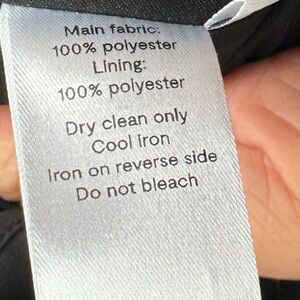 Main fabric:
100% polyester
Lining:
100% polyester
Dry clean only
Cool iron
Iron on reverse side
Do not bleach